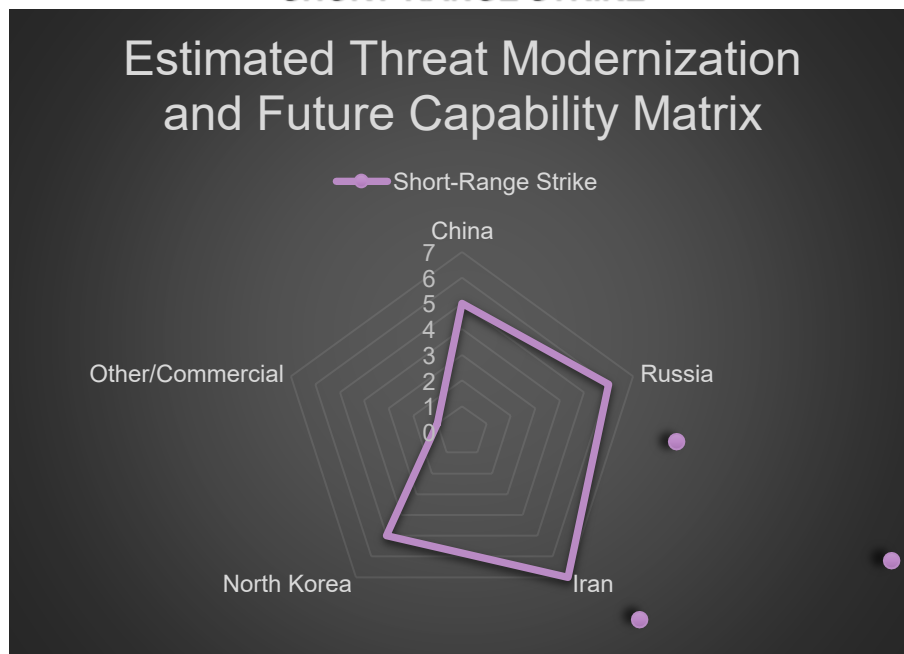 Estimated Threat Modernization
and Future Capability Matrix
Short-Range Strike
China
7
6
5
4
3
2
1
0
Other/Commercial
Russia
North Korea
Iran